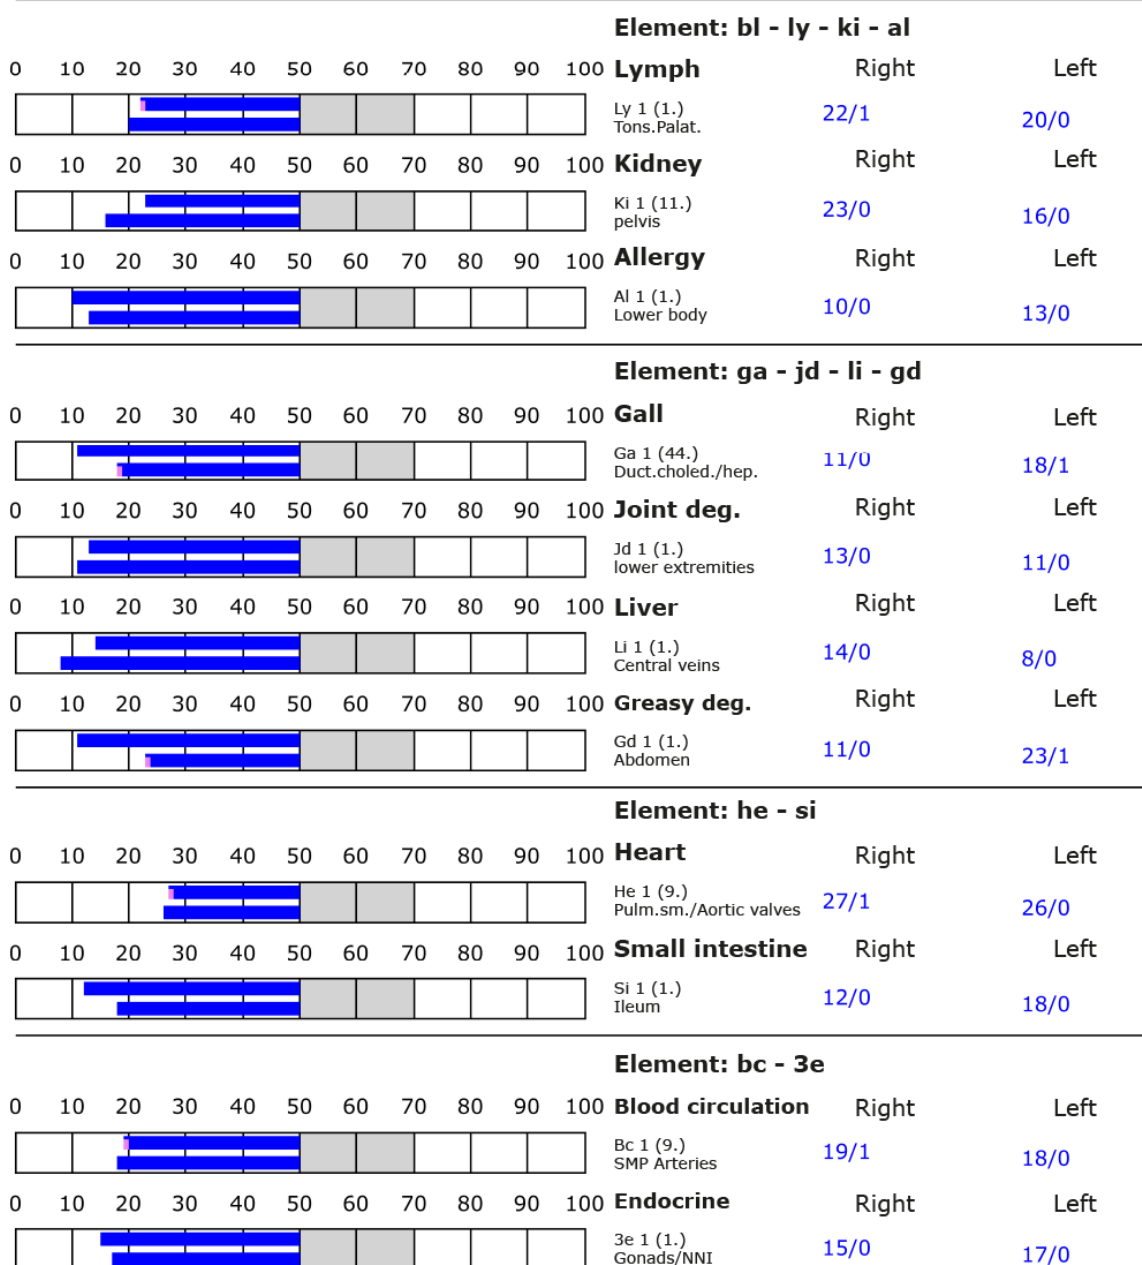 Element: bl - ly - ki - al
0 10 20 30 40 50 60 70 80 90 100 Lymph Right Left
Ly 1 (1.) 22/1 20/0
Tons.Palat.
0 10 20 30 40 50 60 70 80 90 100 Kidney Right Left
Ki 1 (11.) 23/0 16/0
pelvis
0 10 20 30 40 50 60 70 80 90 100 Allergy Right Left
Al 1 (1.) 10/0 13/0
Lower body
Element: ga - jd - li - gd
0 10 20 30 40 50 60 70 80 90 100 Gall Right Left
Ga 1 (44.) 11/0 18/1
Duct.choled./hep.
0 10 20 30 40 50 60 70 80 90 100 Joint deg. Right Left
Jd 1 (1.) 13/0 11/0
lower extremities
0 10 20 30 40 50 60 70 80 90 100 Liver Right Left
Li 1 (1.) 14/0 8/0
Central veins
0 10 20 30 40 50 60 70 80 90 100 Greasy deg. Right Left
Gd 1 (1.) 11/0 23/1
Abdomen
Element: he - si
0 10 20 30 40 50 60 70 80 90 100 Heart Right Left
He 1 (9.) 27/1 26/0
Pulm.sm./Aortic valves
0 10 20 30 40 50 60 70 80 90 100 Small intestine Right Left
Si 1 (1.) 12/0 18/0
Ileum
Element: bc - 3e
0 10 20 30 40 50 60 70 80 90 100 Blood circulation Right Left
Bc 1 (9.) 19/1 18/0
SMP Arteries
0 10 20 30 40 50 60 70 80 90 100 Endocrine Right Left
3e 1 (1.) 15/0 17/0
Gonads/NNI